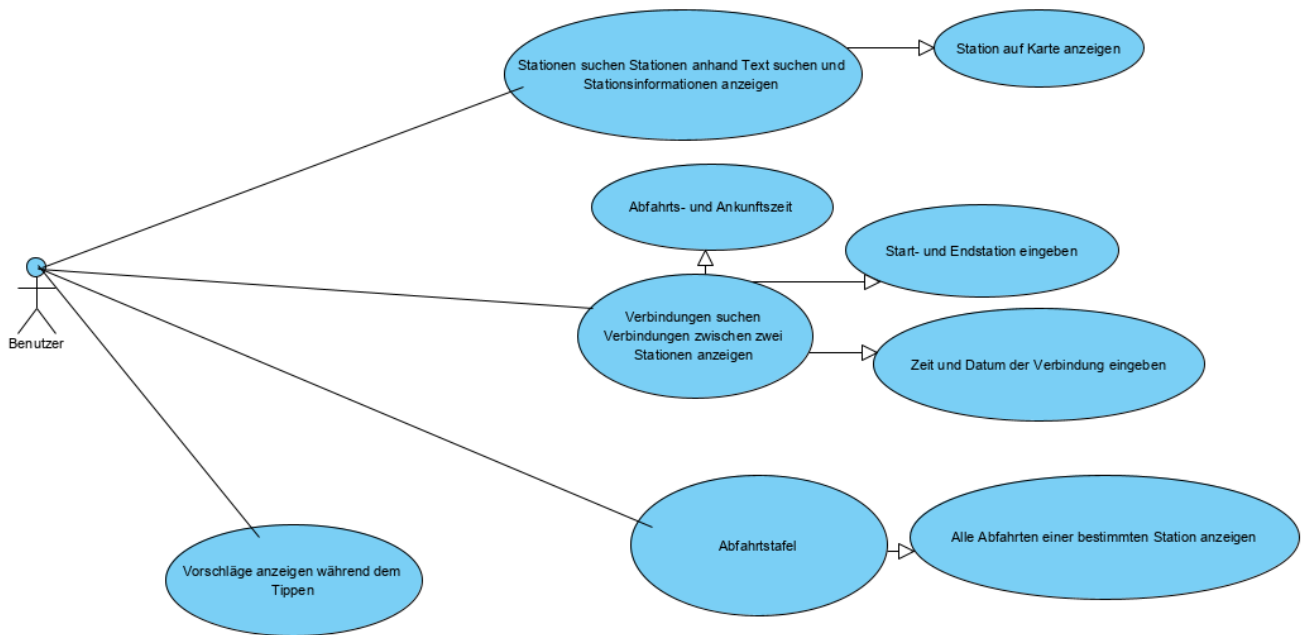 Stationen suchen Stationen anhand Text suchen und
Stationsinformationen anzeigen
Station auf Karte anzeigen
Abfahrts- und Ankunftszeit
Start- und Endstation eingeben
Benutzer
Verbindungen suchen
Verbindungen zwischen zwei
Stationen anzeigen
Zeit und Datum der Verbindung eingeben
Abfahrtstafel
Alle Abfahrten einer bestimmten Station anzeigen
Vorschläge anzeigen während dem
Tippen